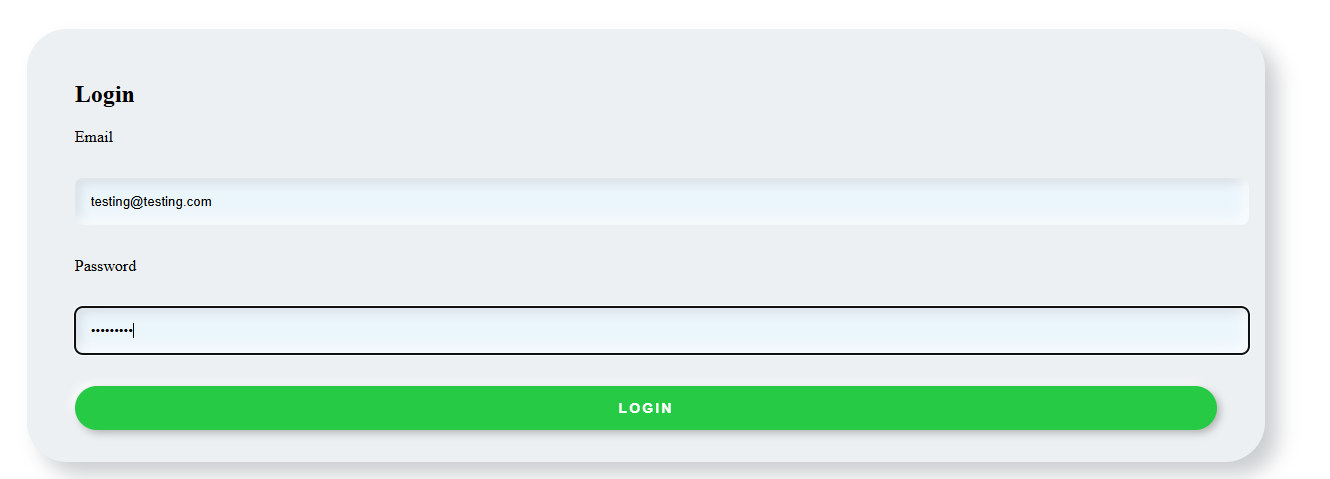 Login
Email
testing@testing.com
Password
•••••••••
LOGIN